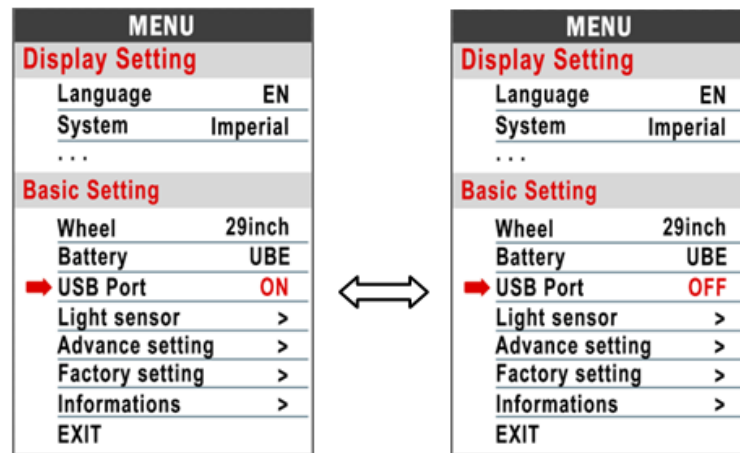 MENU
Display Setting
Language EN
System Imperial
...
Basic Setting
Wheel 29inch
Battery UBE
USB Port ON
Light sensor >
Advance setting >
Factory setting >
Informations >
EXIT
MENU
Display Setting
Language EN
System Imperial
...
Basic Setting
Wheel 29inch
Battery UBE
USB Port OFF
Light sensor >
Advance setting >
Factory setting >
Informations >
EXIT